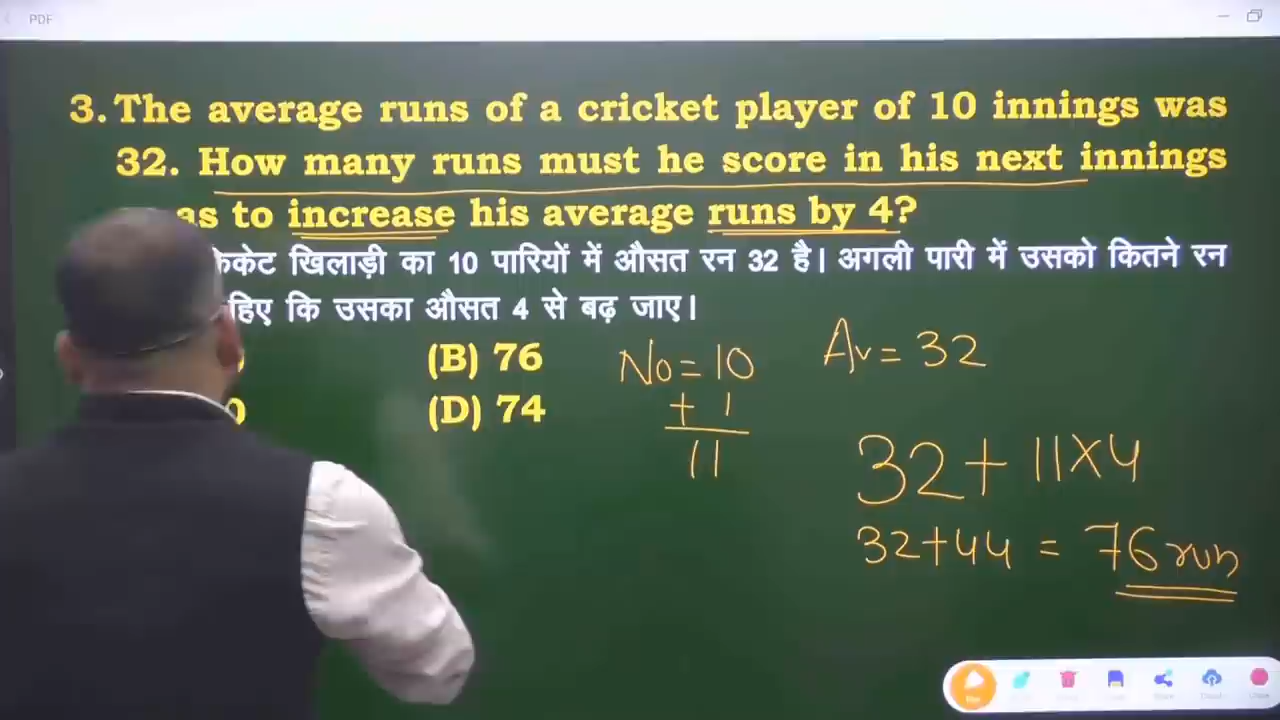 PDF
3. The average runs of a cricket player of 10 innings was
32. How many runs must he score in his next innings
as to increase his average runs by 4?
खिलाड़ी का 10 पारियों में औसत रन 32 है। अगली पारी में उसको कितने रन
कि उसका औसत 4 से बढ़ जाए।
(B) 76
(D) 74
No = 10
+ 1
11
Av = 32
32 + 11 × 4
32 + 44 = 76 run